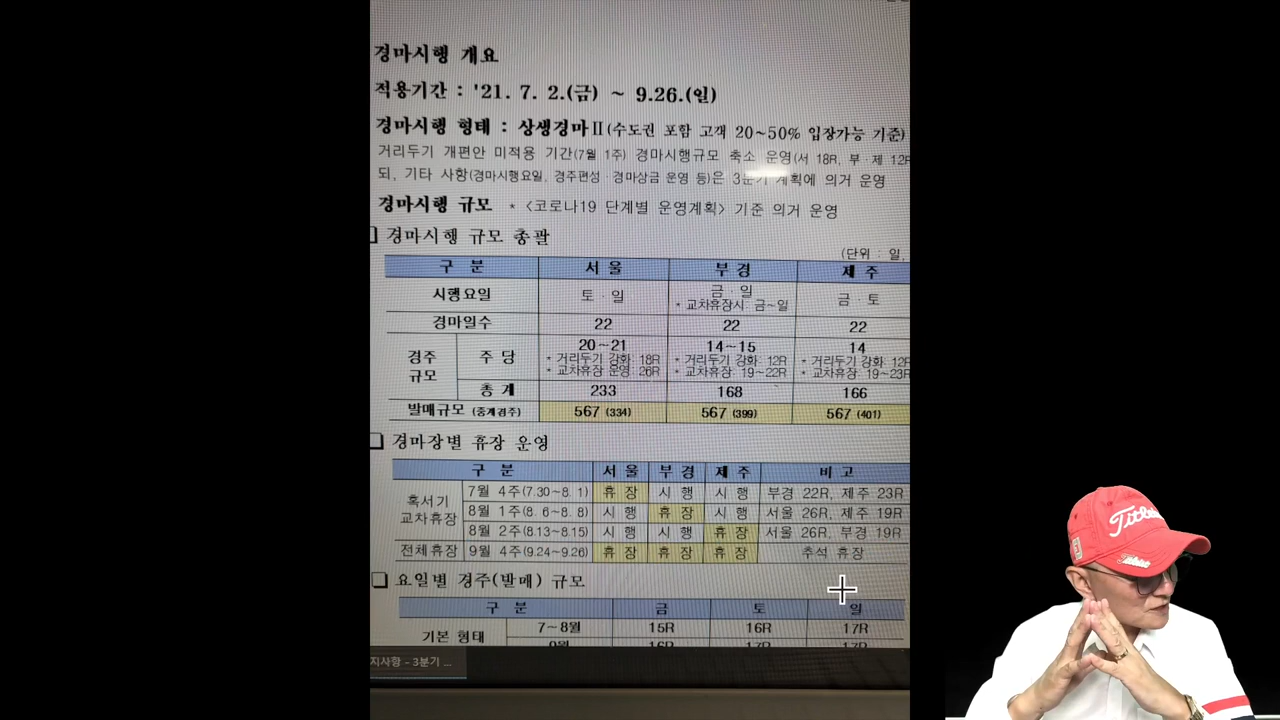 경마시행 개요
적용기간 : '21. 7. 2.(금) ~ 9.26.(일)
경마시행 형태 : 상생경마Ⅱ(수도권 포함 고객 20~50% 입장가능 기준)
거리두기 개편안 미적용 기간(7월 1주) 경마시행규모 축소 운영(서 18R, 부·제 12R
되, 기타 사항(경마시행요일, 경주편성·경마상금 운영 등)은 3분기 계획에 의거 운영
경마시행 규모 * <코로나19 단계별 운영계획> 기준 의거 운영
❏ 경마시행 규모 총괄
(단위 : 일,
구 분 서 울 부 경 제 주
시행요일 토·일 금·일 * 교차휴장시: 금~일 금·토
경마일수 22 22 22
경주 규모 주 당 20~21 * 거리두기 강화: 18R * 교차휴장 운영: 26R 14~15 * 거리두기 강화: 12R * 교차휴장: 19~22R 14 * 거리두기 강화: 12R * 교차휴장: 19~23R
총 계 233 168 166
발매규모 (중계경주) 567 (334) 567 (399) 567 (401)
❏ 경마장별 휴장 운영
구 분 서 울 부 경 제 주 비 고
혹서기 교차휴장 7월 4주(7.30~8. 1) 휴 장 시 행 시 행 부경 22R, 제주 23R
8월 1주(8. 6~8. 8) 시 행 휴 장 시 행 서울 26R, 제주 19R
8월 2주(8.13~8.15) 시 행 시 행 휴 장 서울 26R, 부경 19R
전체휴장 9월 4주(9.24~9.26) 휴 장 휴 장 휴 장 추석 휴장
❏ 요일별 경주(발매) 규모
구 분 금 토 일
기본 형태 7~8월 15R 16R 17R
9월 16R 17R 17R
지사항 - 3분기 ...
Titleist